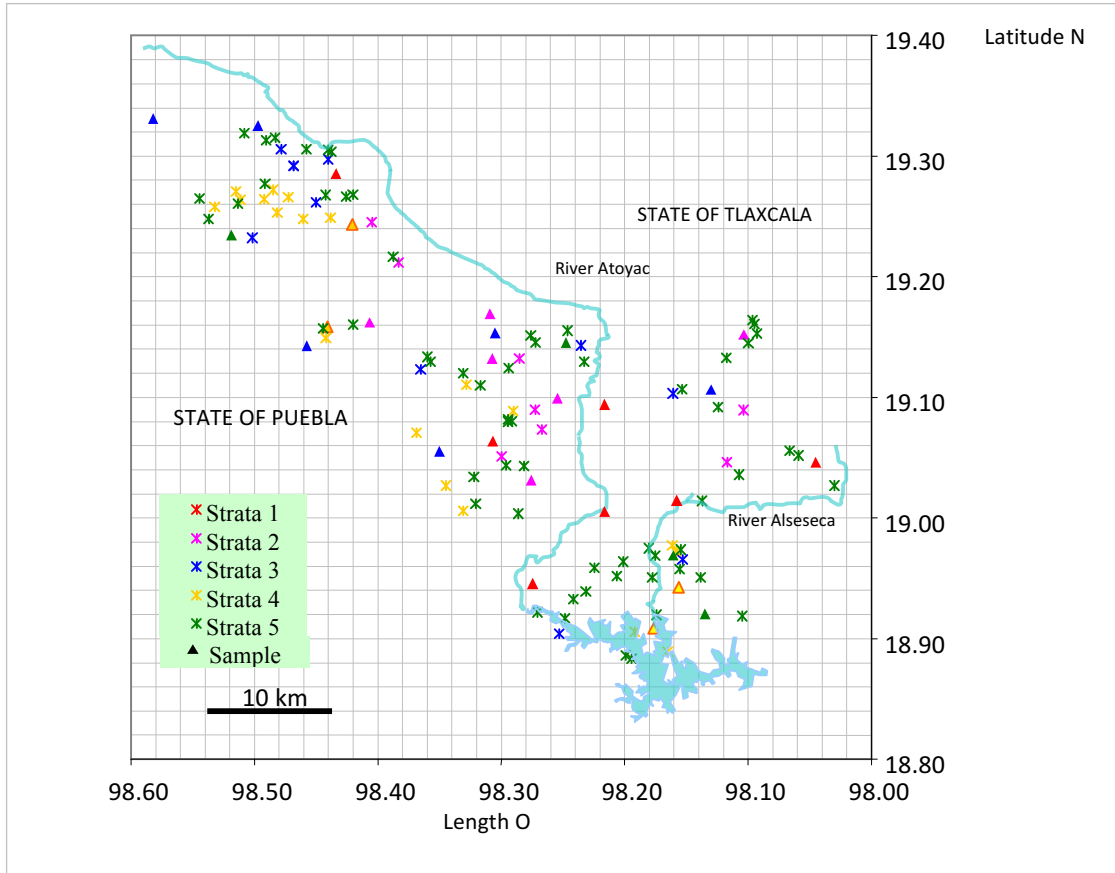 19.40 Latitude N
19.30
STATE OF TLAXCALA
19.20
River Atoyac
19.10
STATE OF PUEBLA
19.00
River Alseseca
Strata 1
Strata 2
Strata 3
Strata 4
Strata 5
Sample
18.90
10 km
18.80
98.60 98.50 98.40 98.30 98.20 98.10 98.00
Length O